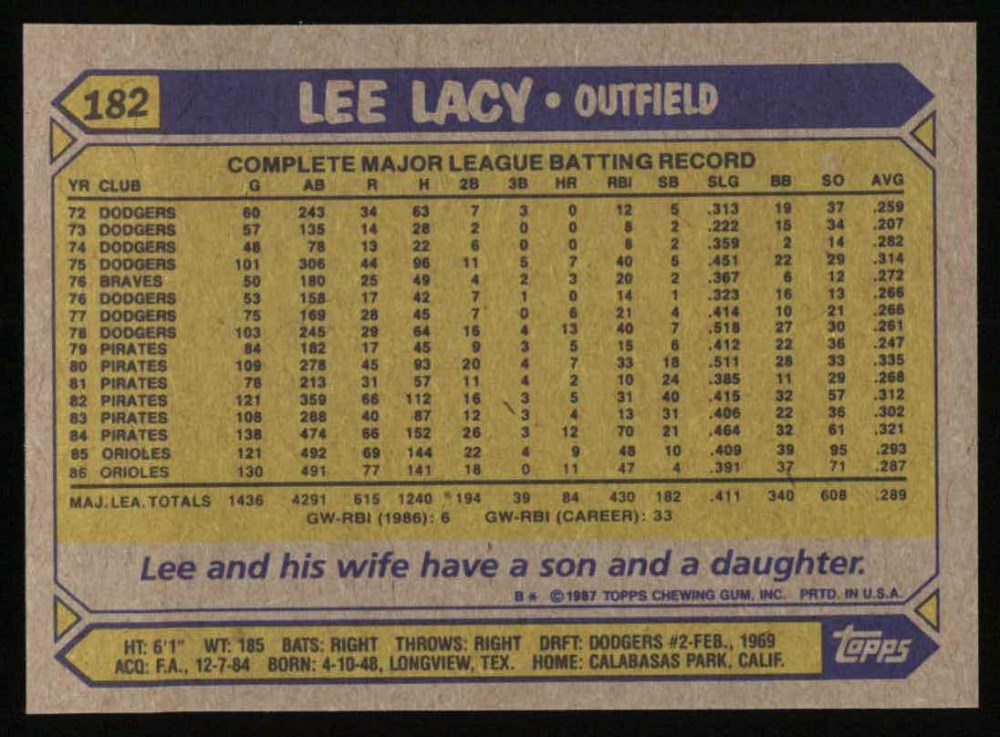 182
LEE LACY • OUTFIELD
COMPLETE MAJOR LEAGUE BATTING RECORD
YR CLUB G AB R H 2B 3B HR RBI SB SLG BB SO AVG
72 DODGERS 60 243 34 63 7 3 0 12 5 .313 19 37 .259
73 DODGERS 57 135 14 28 2 0 0 8 2 .222 15 34 .207
74 DODGERS 48 78 13 22 6 0 0 8 2 .359 2 14 .282
75 DODGERS 101 306 44 96 11 5 7 40 5 .451 22 29 .314
76 BRAVES 50 180 25 49 4 2 3 20 2 .367 6 12 .272
76 DODGERS 53 158 17 42 7 1 0 14 1 .323 16 13 .266
77 DODGERS 75 169 28 45 7 0 6 21 4 .414 10 21 .266
78 DODGERS 103 245 29 64 16 4 13 40 7 .518 27 30 .261
79 PIRATES 84 182 17 45 9 3 5 15 6 .412 22 36 .247
80 PIRATES 109 278 45 93 20 4 7 33 18 .511 28 33 .335
81 PIRATES 78 213 31 57 11 4 2 10 24 .385 11 29 .268
82 PIRATES 121 359 66 112 16 3 5 31 40 .415 32 57 .312
83 PIRATES 108 288 40 87 12 3 4 13 31 .406 22 36 .302
84 PIRATES 138 474 66 152 26 3 12 70 21 .464 32 61 .321
85 ORIOLES 121 492 69 144 22 4 9 48 10 .409 39 95 .293
86 ORIOLES 130 491 77 141 18 0 11 47 4 .391 37 71 .287
MAJ. LEA. TOTALS 1436 4291 615 1240 194 39 84 430 182 .411 340 608 .289
GW-RBI (1986): 6 GW-RBI (CAREER): 33
Lee and his wife have a son and a daughter.
B* ©1987 TOPPS CHEWING GUM, INC. PRTD. IN U.S.A.
HT: 6'1" WT: 185 BATS: RIGHT THROWS: RIGHT DRFT: DODGERS #2-FEB., 1969
ACQ: F.A., 12-7-84 BORN: 4-10-48, LONGVIEW, TEX. HOME: CALABASAS PARK, CALIF.
Topps